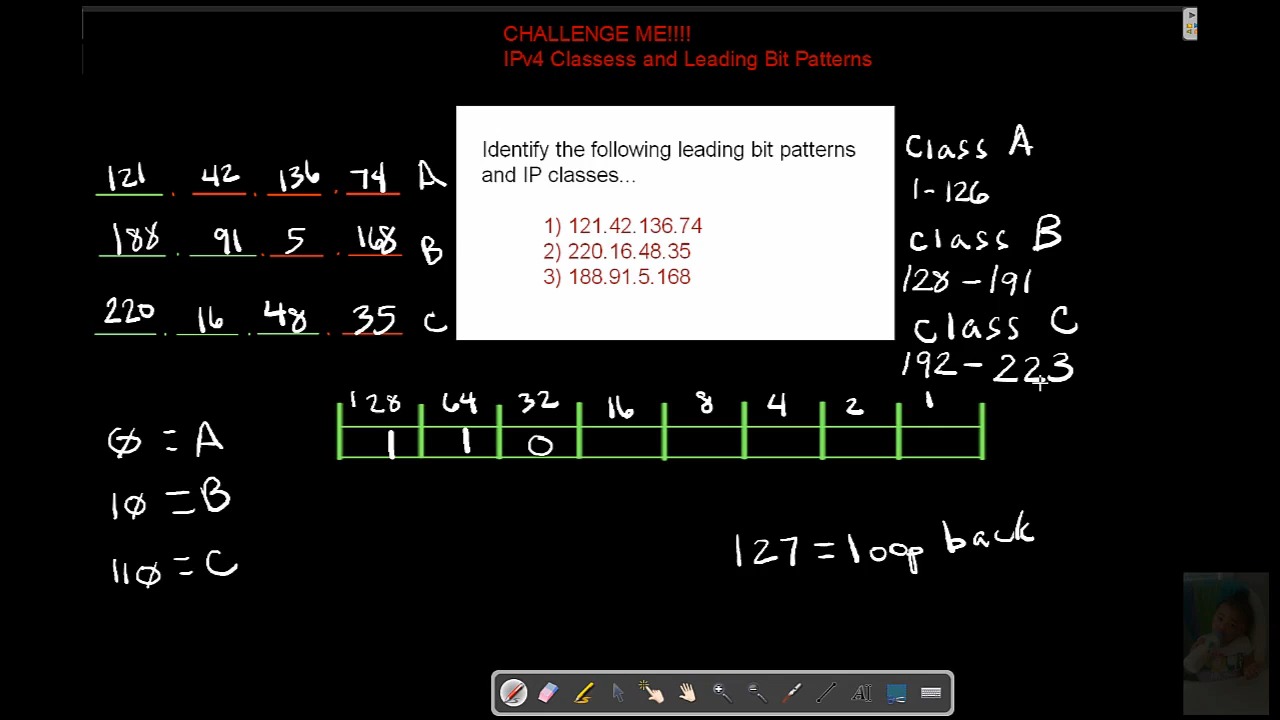 CHALLENGE ME!!!!
IPv4 Classess and Leading Bit Patterns
Identify the following leading bit patterns
and IP classes...
1) 121.42.136.74
2) 220.16.48.35
3) 188.91.5.168
121 . 42 . 136 . 74 A
188 . 91 . 5 . 168 B
220 . 16 . 48 . 35 C
Class A
1-126
class B
128-191
class C
192-223
128 64 32 16 8 4 2 1
1 1 0
0 = A
10 = B
110 = C
127 = loop back
AI